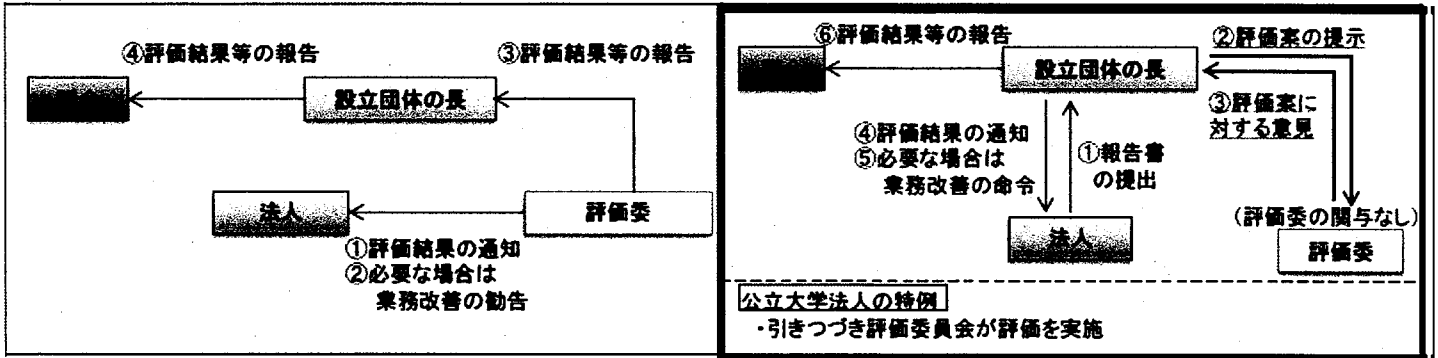 ④評価結果等の報告
③評価結果等の報告
設立団体の長
法人
評価委
①評価結果の通知
②必要な場合は
業務改善の勧告
⑥評価結果等の報告
②評価案の提示
設立団体の長
③評価案に
対する意見
④評価結果の通知
⑤必要な場合は
業務改善の命令
①報告書
の提出
(評価委の関与なし)
法人
評価委
公立大学法人の特例
・引きつづき評価委員会が評価を実施